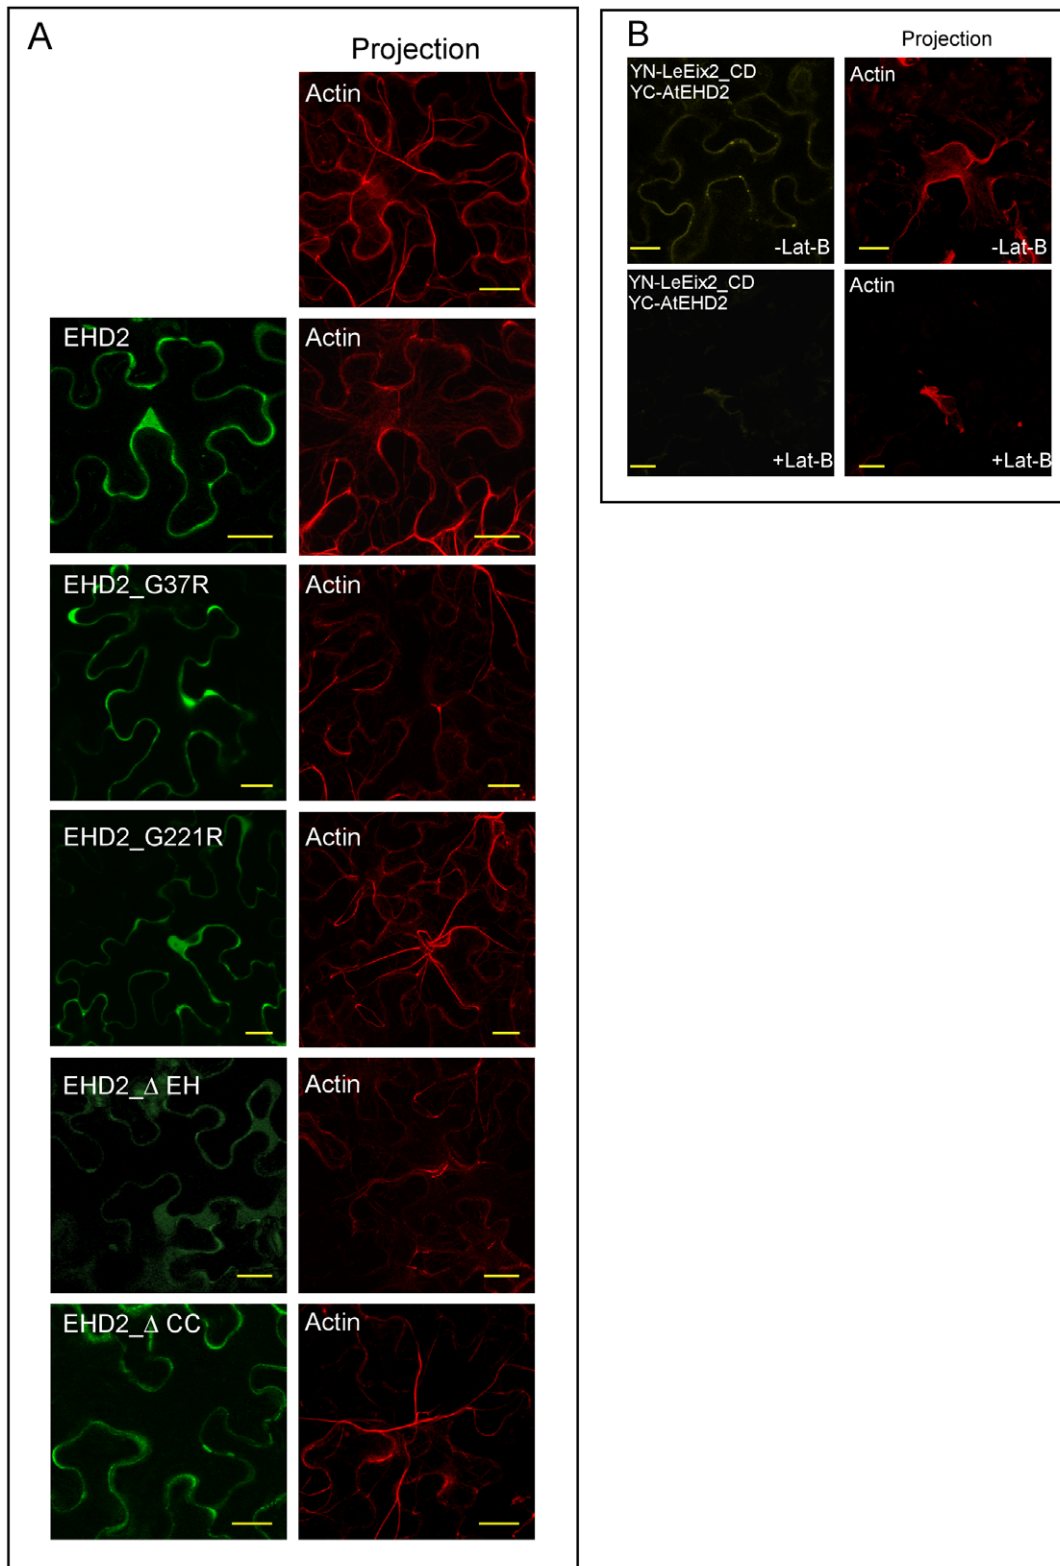 A
Projection
Actin
EHD2
Actin
EHD2_G37R
Actin
EHD2_G221R
Actin
EHD2_Δ EH
Actin
EHD2_Δ CC
Actin
B
Projection
YN-LeEix2_CD
YC-AtEHD2
-Lat-B
Actin
-Lat-B
YN-LeEix2_CD
YC-AtEHD2
+Lat-B
Actin
+Lat-B